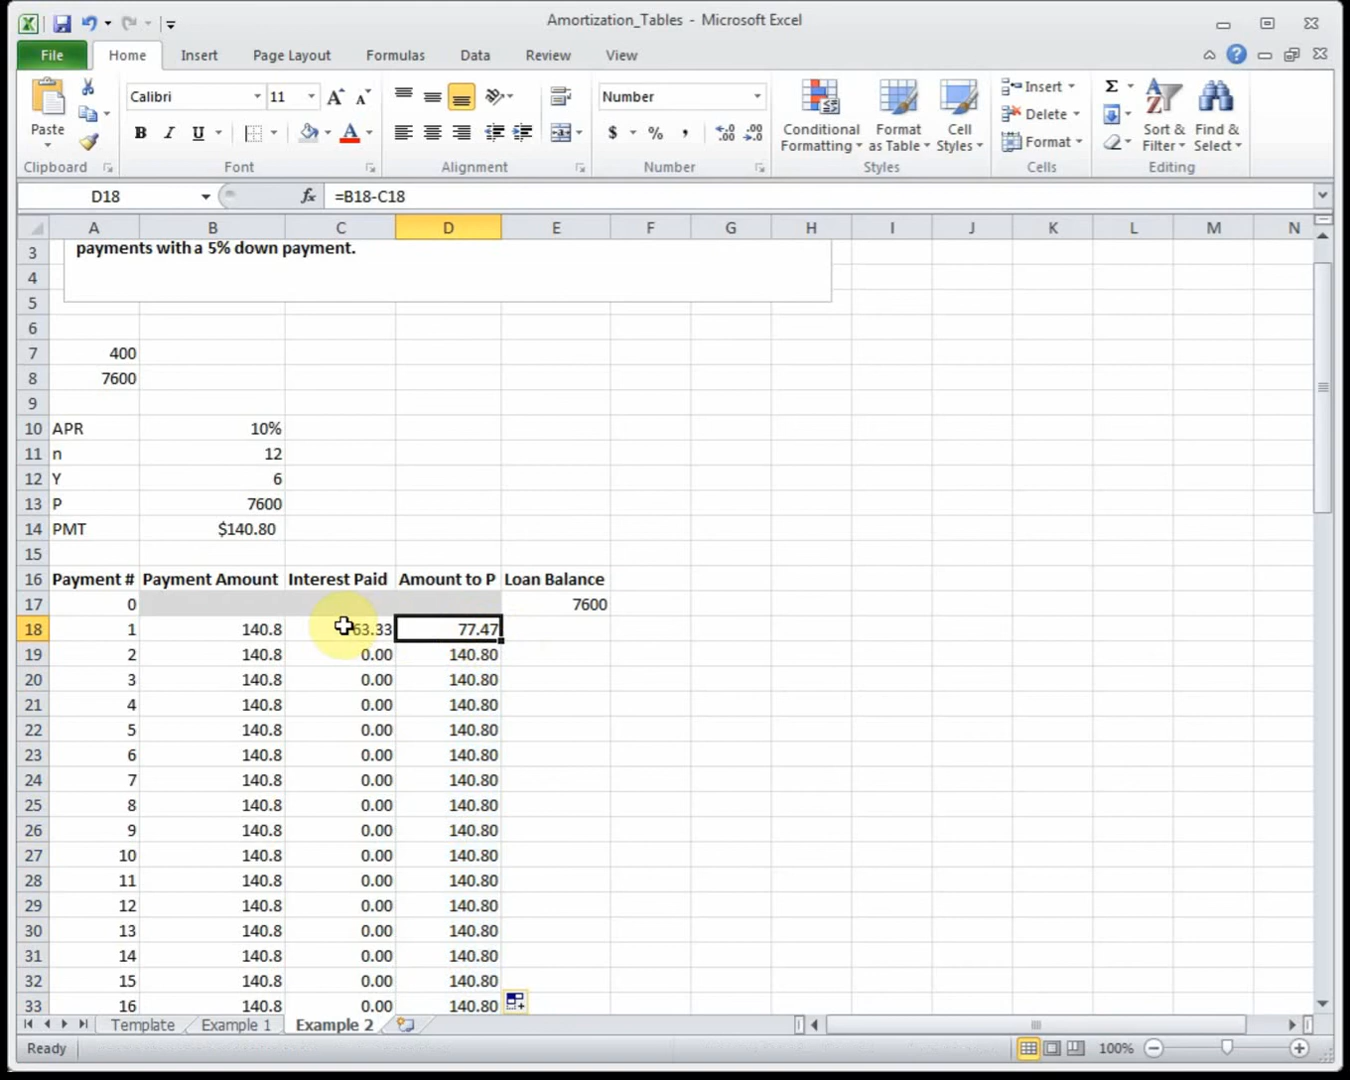 Amortization_Tables - Microsoft Excel
File Home Insert Page Layout Formulas Data Review View
Paste
Calibri 11
B I U A
Number
$ % ,
Conditional Formatting
Format as Table
Cell Styles
Insert
Delete
Format
Σ
Sort & Filter
Find & Select
Clipboard Font Alignment Number Styles Cells Editing
D18 fx =B18-C18
A B C D E F G H I J K L M N
3 payments with a 5% down payment.
4
5
6
7 400
8 7600
9
10 APR 10%
11 n 12
12 Y 6
13 P 7600
14 PMT $140.80
15
16 Payment # Payment Amount Interest Paid Amount to P Loan Balance
17 0 7600
18 1 140.8 63.33 77.47
19 2 140.8 0.00 140.80
20 3 140.8 0.00 140.80
21 4 140.8 0.00 140.80
22 5 140.8 0.00 140.80
23 6 140.8 0.00 140.80
24 7 140.8 0.00 140.80
25 8 140.8 0.00 140.80
26 9 140.8 0.00 140.80
27 10 140.8 0.00 140.80
28 11 140.8 0.00 140.80
29 12 140.8 0.00 140.80
30 13 140.8 0.00 140.80
31 14 140.8 0.00 140.80
32 15 140.8 0.00 140.80
33 16 140.8 0.00 140.80
Template Example 1 Example 2
Ready 100%